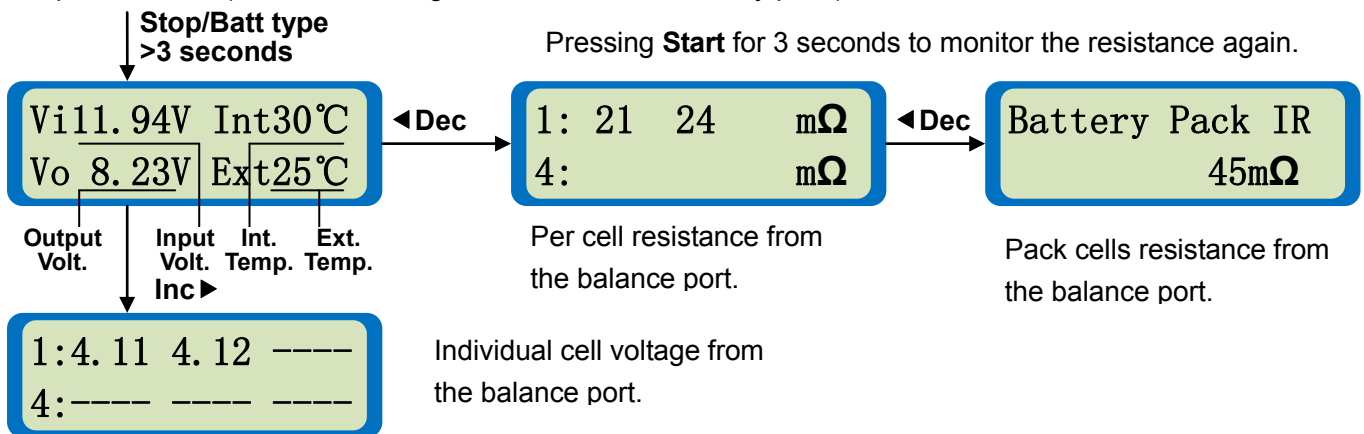 Stop/Batt type
>3 seconds
Pressing Start for 3 seconds to monitor the resistance again.
Vi11.94V Int30℃
Vo 8.23V Ext25℃
◀Dec
1: 21 24 mΩ
4: mΩ
◀Dec
Battery Pack IR
45mΩ
Output Volt.
Input Volt.
Int. Temp.
Ext. Temp.
Inc▶
Per cell resistance from
the balance port.
Pack cells resistance from
the balance port.
1:4.11 4.12 ----
4:---- ---- ----
Individual cell voltage from
the balance port.